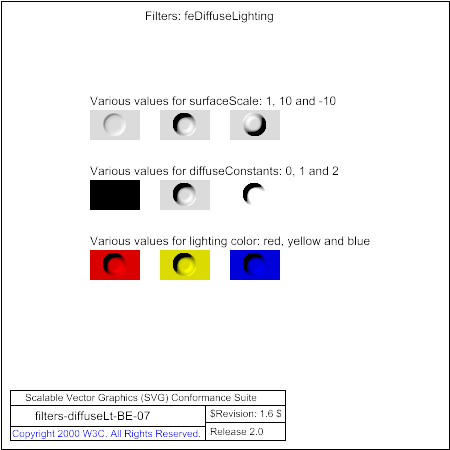 Filters: feDiffuseLighting
Various values for surfaceScale: 1, 10 and -10
Various values for diffuseConstants: 0, 1 and 2
Various values for lighting color: red, yellow and blue
Scalable Vector Graphics (SVG) Conformance Suite
filters-diffuseLt-BE-07
$Revision: 1.6 $
Copyright 2000 W3C. All Rights Reserved.
Release 2.0